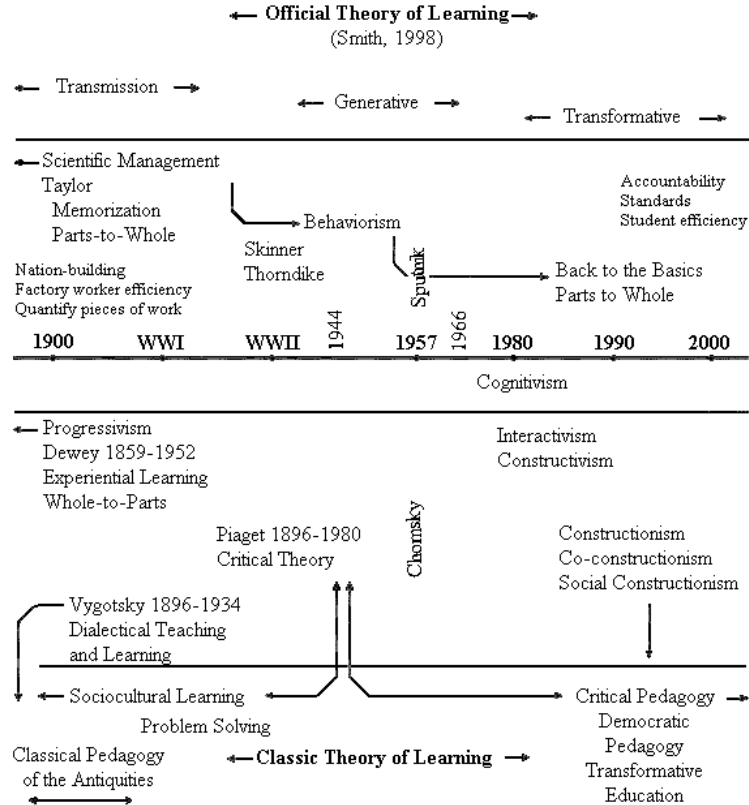 Official Theory of Learning
(Smith, 1998)
Transmission
Generative
Transformative
Scientific Management
Taylor
Memorization
Parts-to-Whole
Nation-building
Factory worker efficiency
Quantify pieces of work
Behaviorism
Skinner
Thorndike
Sputnik
Accountability
Standards
Student efficiency
Back to the Basics
Parts to Whole
1900 WWI WWII 1944 1957 1966 1980 1990 2000
Cognitivism
Progressivism
Dewey 1859-1952
Experiential Learning
Whole-to-Parts
Interactivism
Constructivism
Piaget 1896-1980
Critical Theory
Chomsky
Constructionism
Co-constructionism
Social Constructionism
Vygotsky 1896-1934
Dialectical Teaching
and Learning
Sociocultural Learning
Problem Solving
Classical Pedagogy
of the Antiquities
Classic Theory of Learning
Critical Pedagogy
Democratic
Pedagogy
Transformative
Education